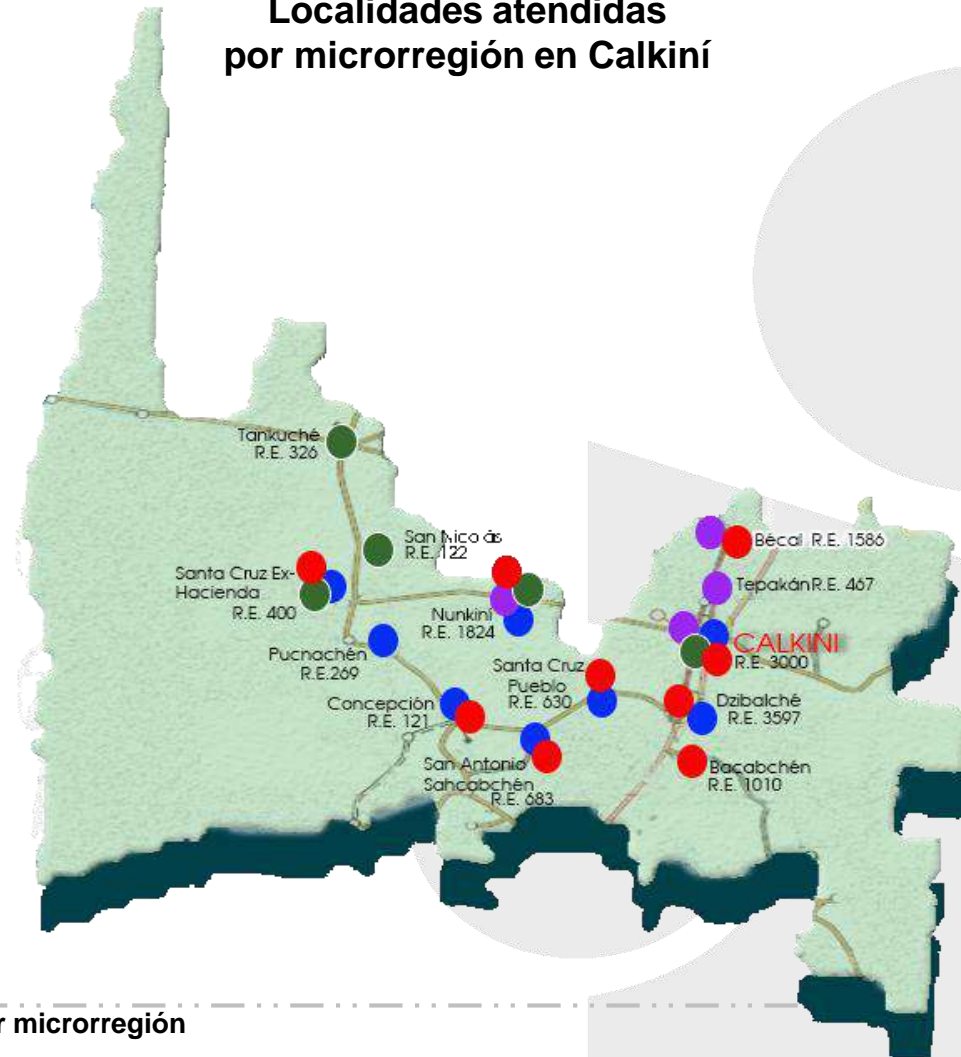 Localidades atendidas
por microrregión en Calkiní
Tankuché
R.E. 326
San Nicolás
R.E. 122
Santa Cruz Ex-
Hacienda
R.E. 400
Nunkiní
R.E. 1824
Bécal R.E. 1586
Tepakán R.E. 467
CALKINI
R.E. 3000
Pucnachén
R.E.269
Santa Cruz
Pueblo
R.E. 630
Concepción
R.E. 121
Dzibalché
R.E. 3597
San Antonio
Sahcabchén
R.E. 683
Bacabchén
R.E. 1010
r microrregión